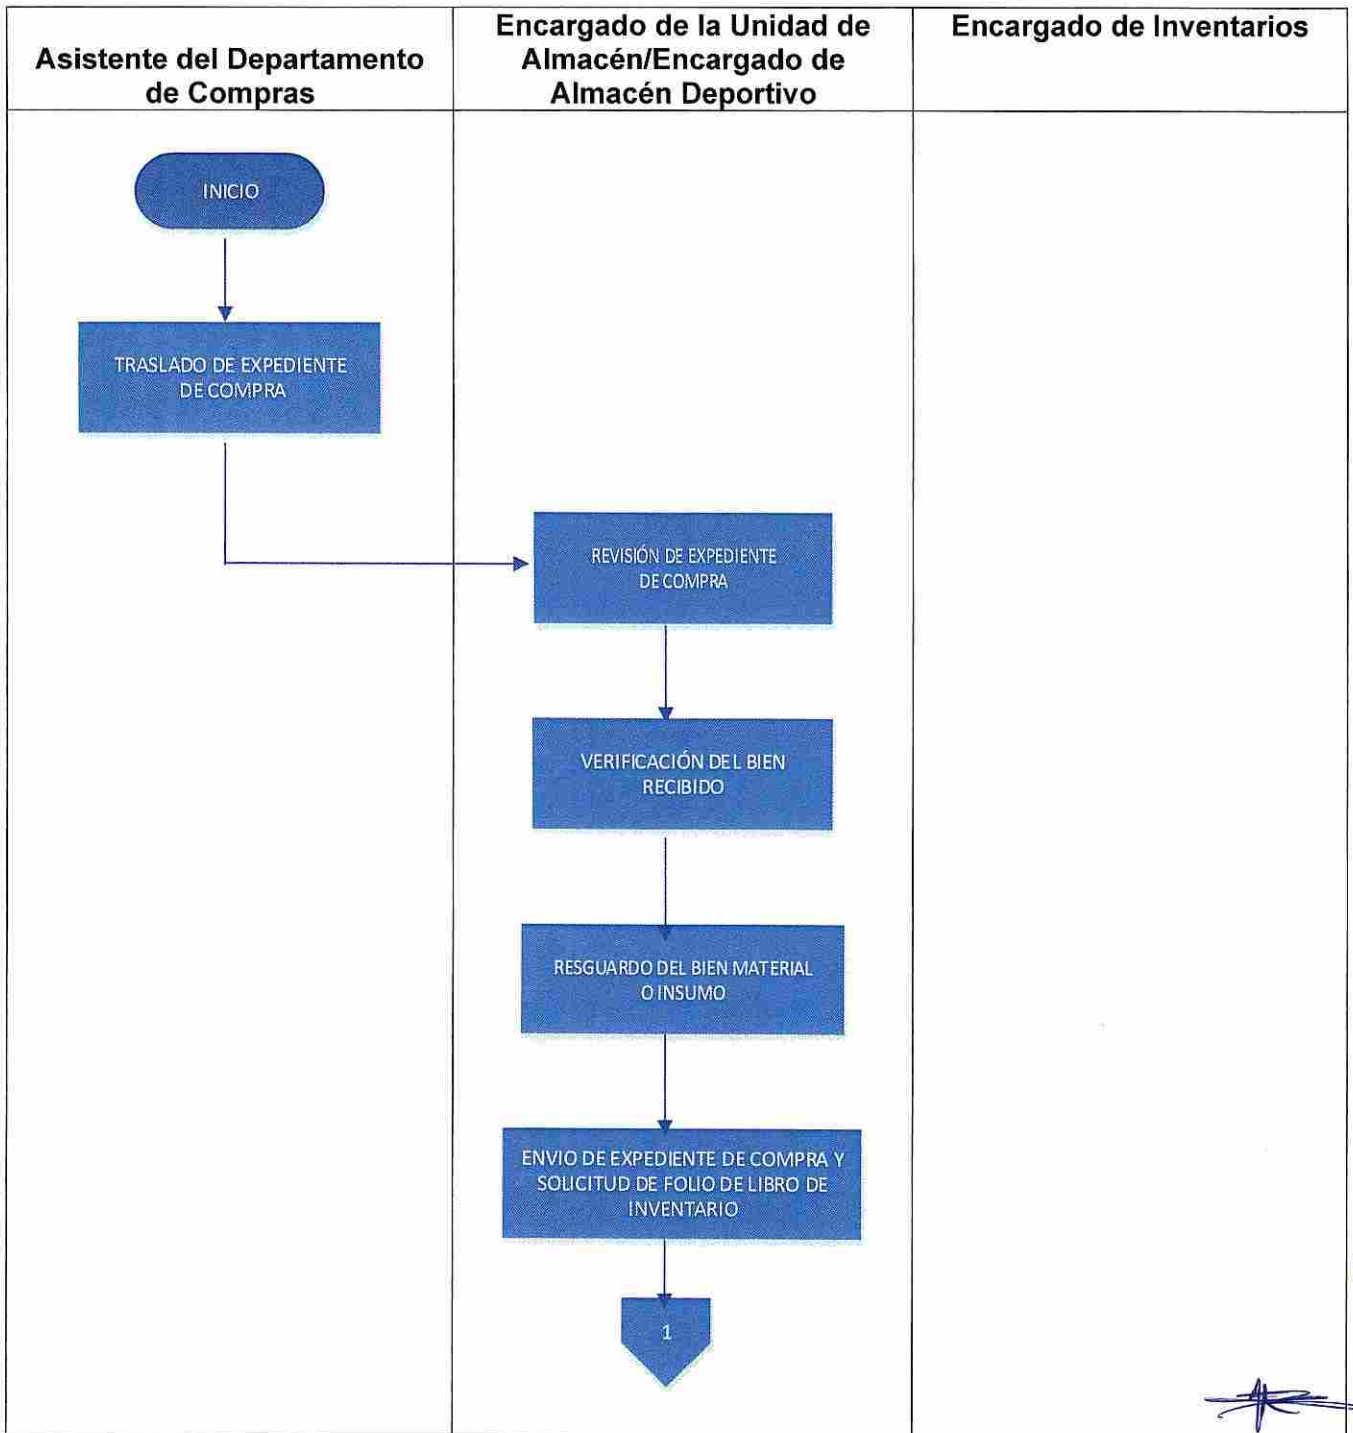 Asistente del Departamento
de Compras
Encargado de la Unidad de
Almacén/Encargado de
Almacén Deportivo
Encargado de Inventarios
INICIO
TRASLADO DE EXPEDIENTE
DE COMPRA
REVISIÓN DE EXPEDIENTE
DE COMPRA
VERIFICACIÓN DEL BIEN
RECIBIDO
RESGUARDO DEL BIEN MATERIAL
O INSUMO
ENVIO DE EXPEDIENTE DE COMPRA Y
SOLICITUD DE FOLIO DE LIBRO DE
INVENTARIO
1